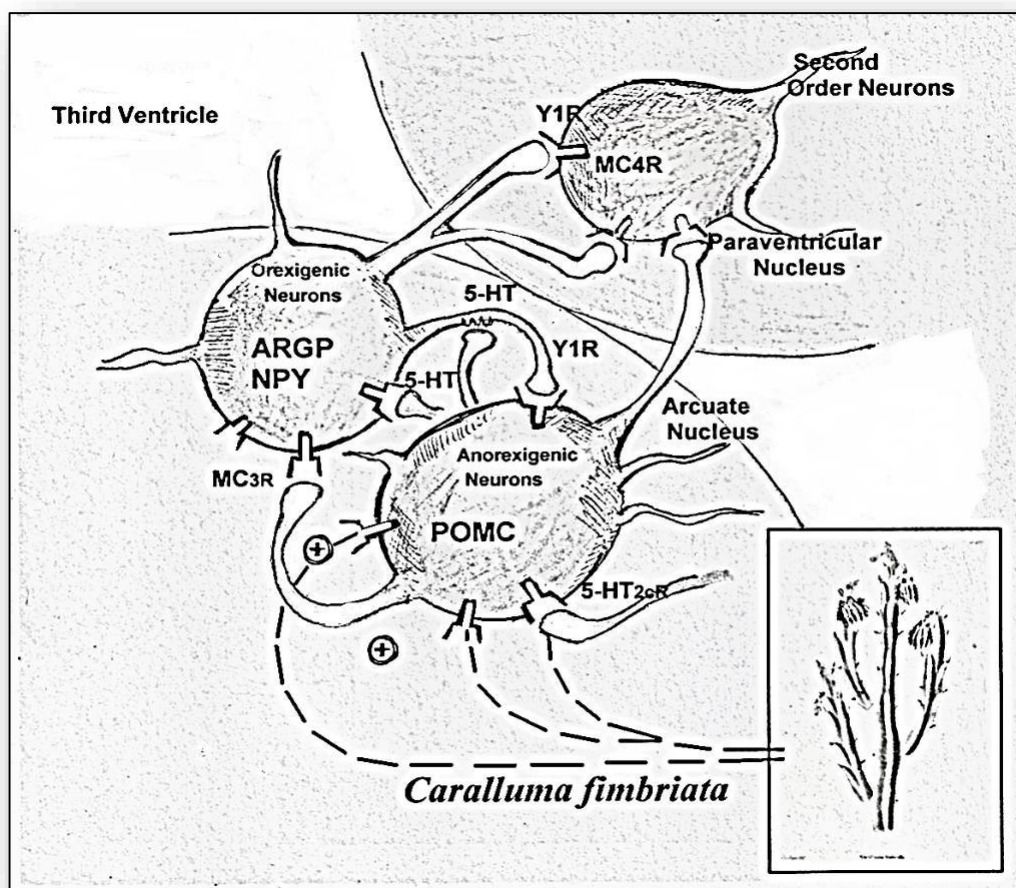 Third Ventricle
Second
Order Neurons
Y1R
MC4R
Paraventricular
Nucleus
Orexigenic
Neurons
5-HT
ARGP
NPY
Y1R
5-HT
Arcuate
Nucleus
Anorexigenic
Neurons
MC3R
POMC
5-HT2cR
Caralluma fimbriata